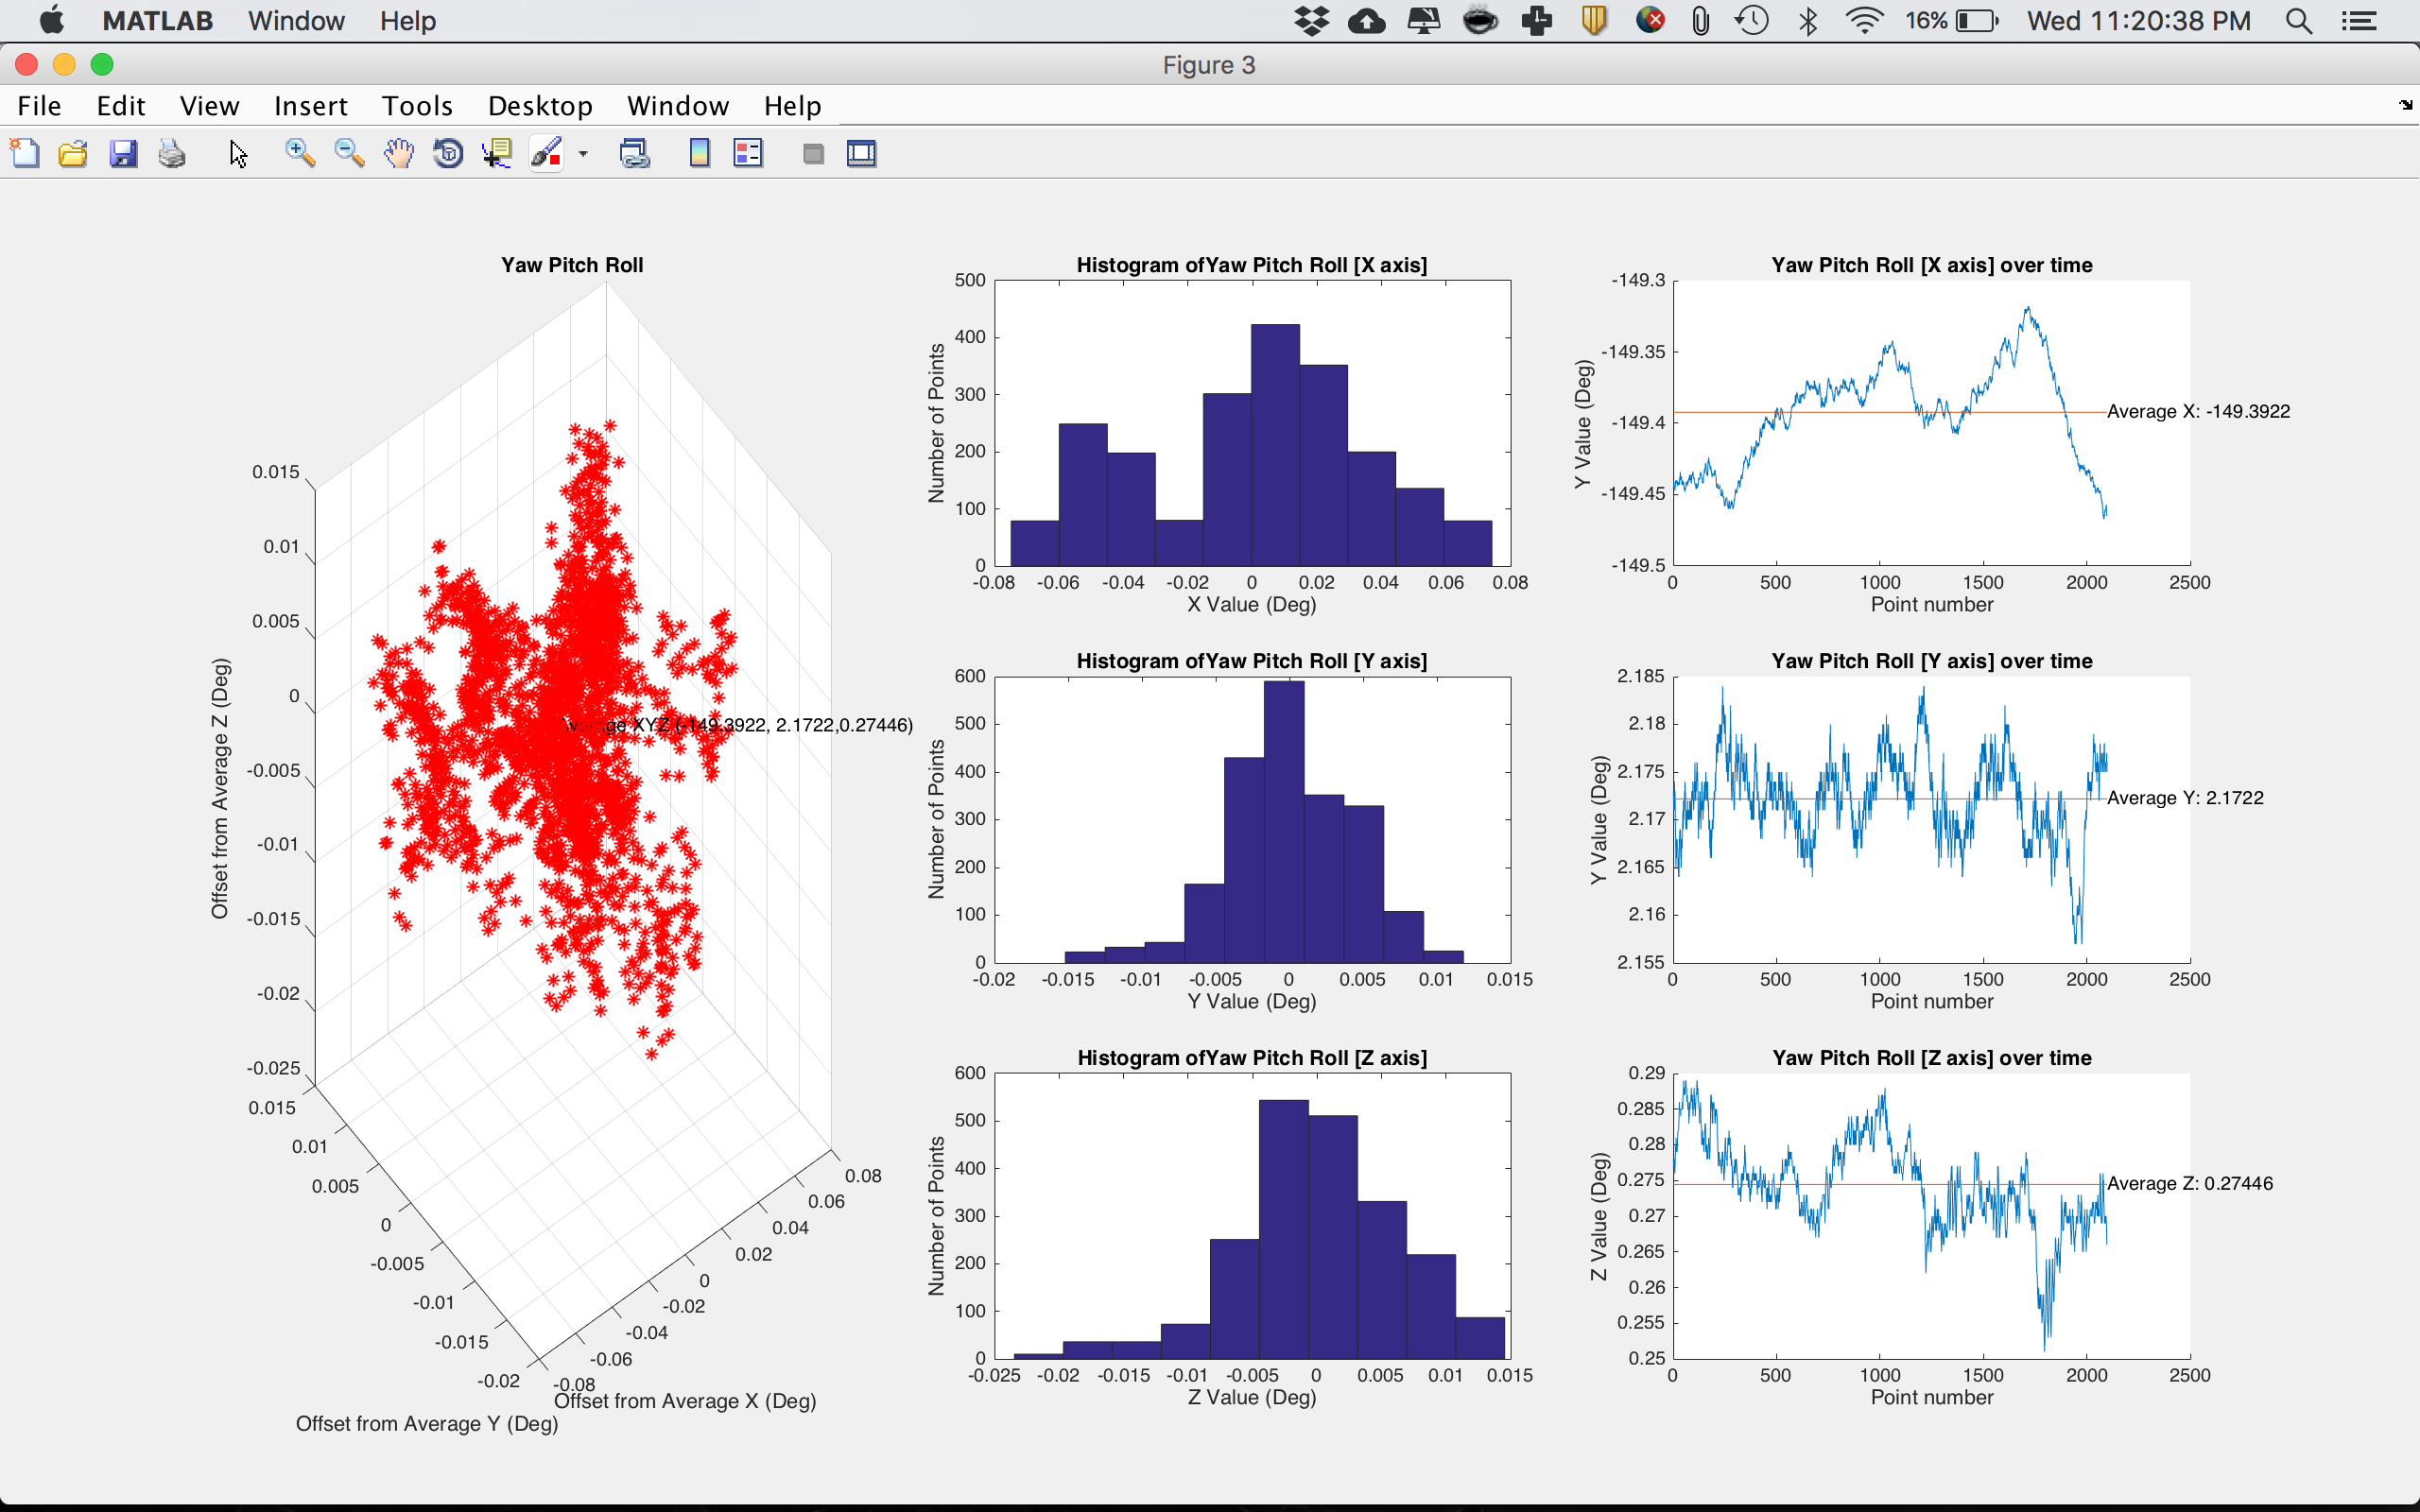 MATLAB Window Help 16% Wed 11:20:38 PM
Figure 3
File Edit View Insert Tools Desktop Window Help
Yaw Pitch Roll
0.015
0.01
0.005
0
-0.005
-0.01
-0.015
-0.02
-0.025
Offset from Average Z (Deg)
XYZ (-149.3922, 2.1722,0.27446)
0.015
0.01
0.005
0
-0.005
-0.01
-0.015
-0.02
Offset from Average Y (Deg)
0.08
0.06
0.04
0.02
0
-0.02
-0.04
-0.06
-0.08
Offset from Average X (Deg)
Histogram ofYaw Pitch Roll [X axis]
500
400
300
200
100
0
Number of Points
-0.08 -0.06 -0.04 -0.02 0 0.02 0.04 0.06 0.08
X Value (Deg)
Yaw Pitch Roll [X axis] over time
-149.3
-149.35
-149.4
-149.45
-149.5
Y Value (Deg)
Average X: -149.3922
0 500 1000 1500 2000 2500
Point number
Histogram ofYaw Pitch Roll [Y axis]
600
500
400
300
200
100
0
Number of Points
-0.02 -0.015 -0.01 -0.005 0 0.005 0.01 0.015
Y Value (Deg)
Yaw Pitch Roll [Y axis] over time
2.185
2.18
2.175
2.17
2.165
2.16
2.155
Y Value (Deg)
Average Y: 2.1722
0 500 1000 1500 2000 2500
Point number
Histogram ofYaw Pitch Roll [Z axis]
600
500
400
300
200
100
0
Number of Points
-0.025 -0.02 -0.015 -0.01 -0.005 0 0.005 0.01 0.015
Z Value (Deg)
Yaw Pitch Roll [Z axis] over time
0.29
0.285
0.28
0.275
0.27
0.265
0.26
0.255
0.25
Z Value (Deg)
Average Z: 0.27446
0 500 1000 1500 2000 2500
Point number